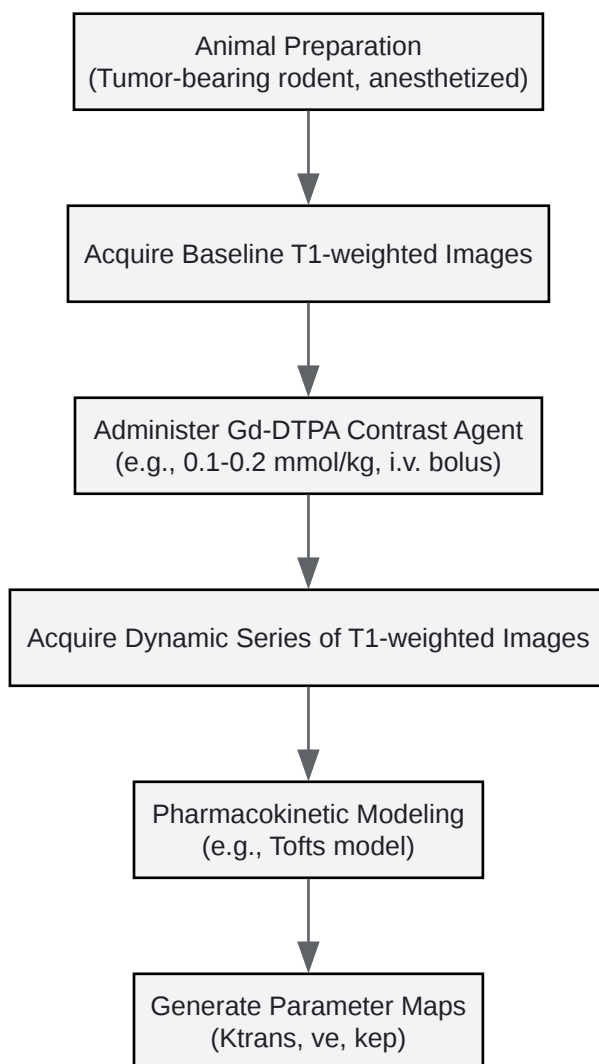 Animal Preparation
(Tumor-bearing rodent, anesthetized)
Acquire Baseline T1-weighted Images
Administer Gd-DTPA Contrast Agent
(e.g., 0.1-0.2 mmol/kg, i.v. bolus)
Acquire Dynamic Series of T1-weighted Images
Pharmacokinetic Modeling
(e.g., Tofts model)
Generate Parameter Maps
(Ktrans, ve, kep)